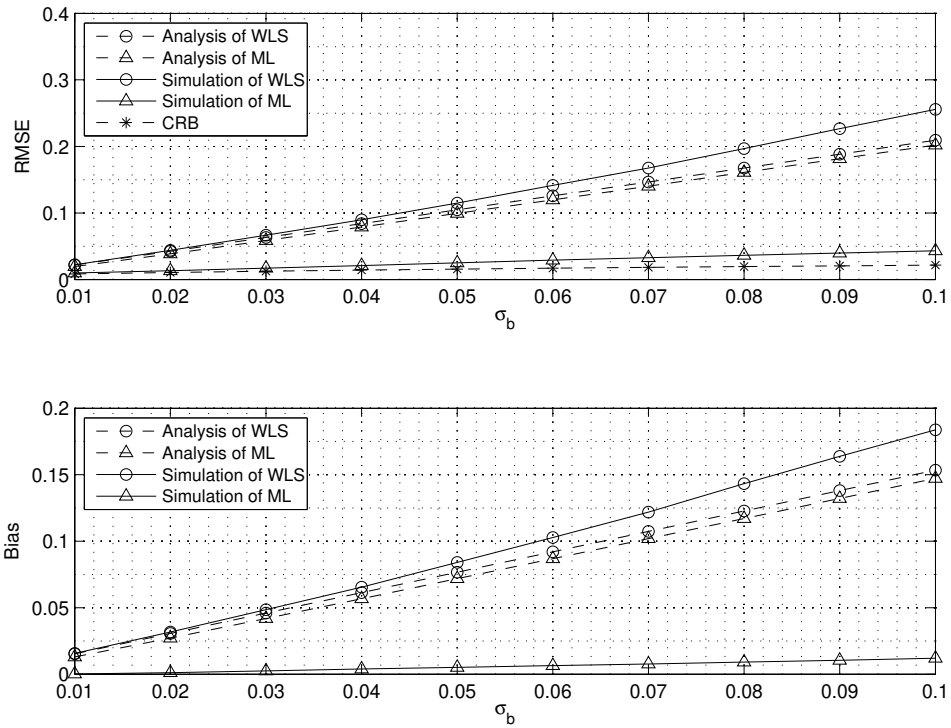 0.4
0.3
0.2
0.1
0
RMSE
Analysis of WLS
Analysis of ML
Simulation of WLS
Simulation of ML
CRB
0.01 0.02 0.03 0.04 0.05 0.06 0.07 0.08 0.09 0.1
σb
0.2
0.15
0.1
0.05
0
Bias
Analysis of WLS
Analysis of ML
Simulation of WLS
Simulation of ML
0.01 0.02 0.03 0.04 0.05 0.06 0.07 0.08 0.09 0.1
σb